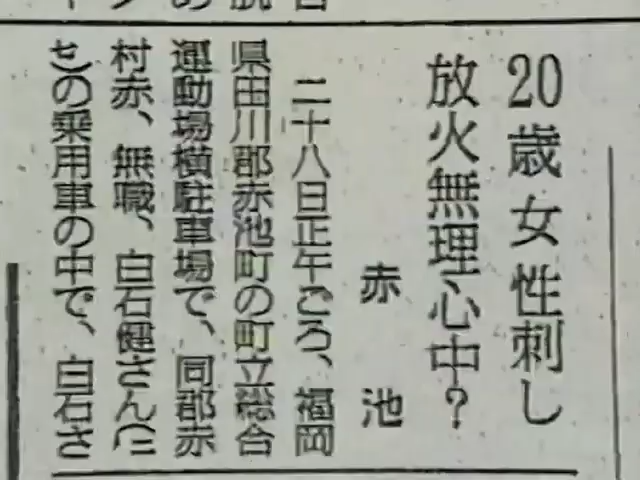 20歳女性刺し
放火無理心中?
赤池
二十八日正午ごろ、福岡
県田川郡赤池町の町立総合
運動場横駐車場で、同郡赤
村赤、無職、白石健さん(二
七)の乗用車の中で、白石さ